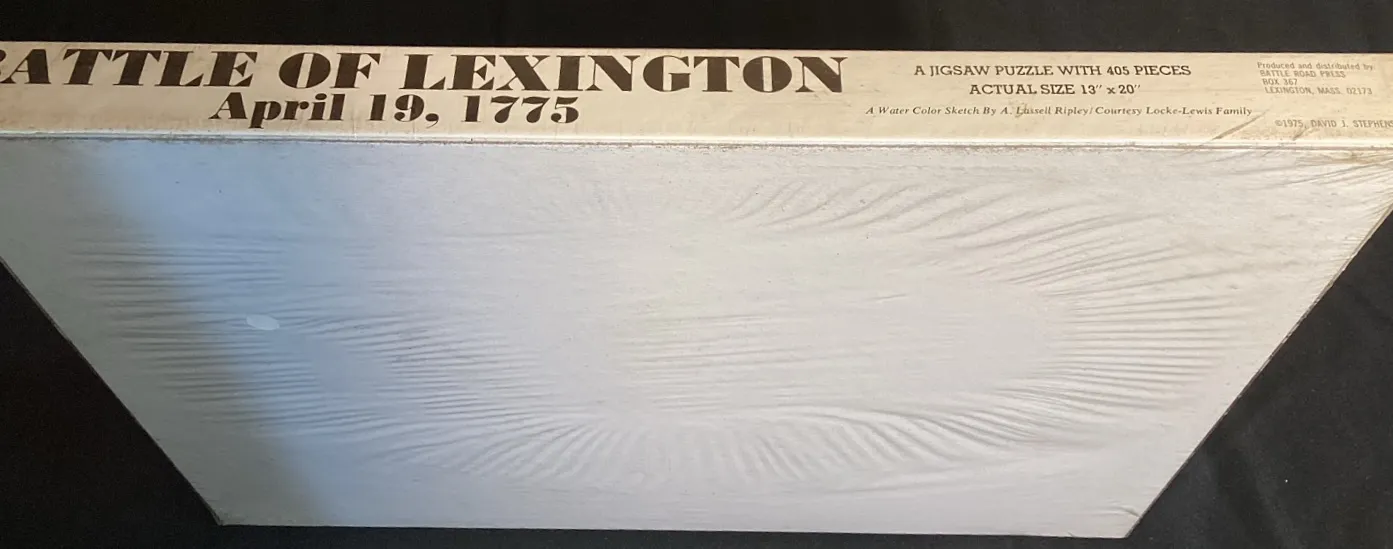 BATTLE OF LEXINGTON
April 19, 1775
A JIGSAW PUZZLE WITH 405 PIECES
ACTUAL SIZE 13" x 20"
A Water Color Sketch By A. Lassell Ripley/Courtesy Locke-Lewis Family
Produced and distributed by
BATTLE ROAD PRESS
BOX 367
LEXINGTON, MASS. 02173
©1975, DAVID J. STEPHENS